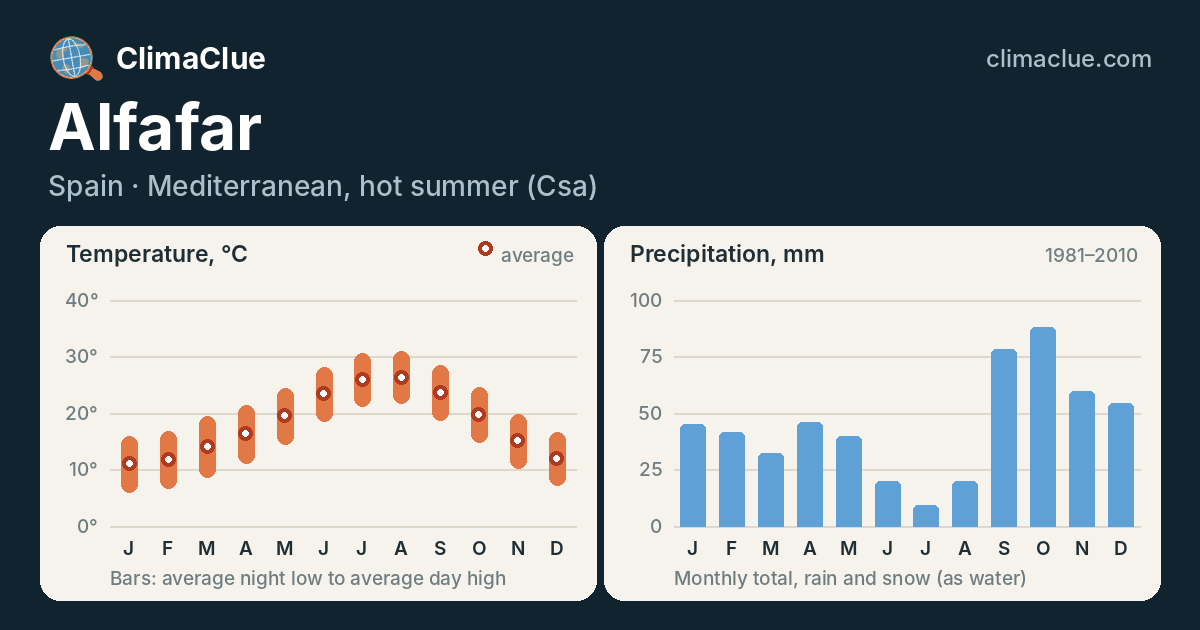 ClimaClue
climaclue.com
Alfafar
Spain · Mediterranean, hot summer (Csa)
Temperature, °C
average
40°
30°
20°
10°
0°
J F M A M J J A S O N D
Bars: average night low to average day high
Precipitation, mm
1981–2010
100
75
50
25
0
J F M A M J J A S O N D
Monthly total, rain and snow (as water)